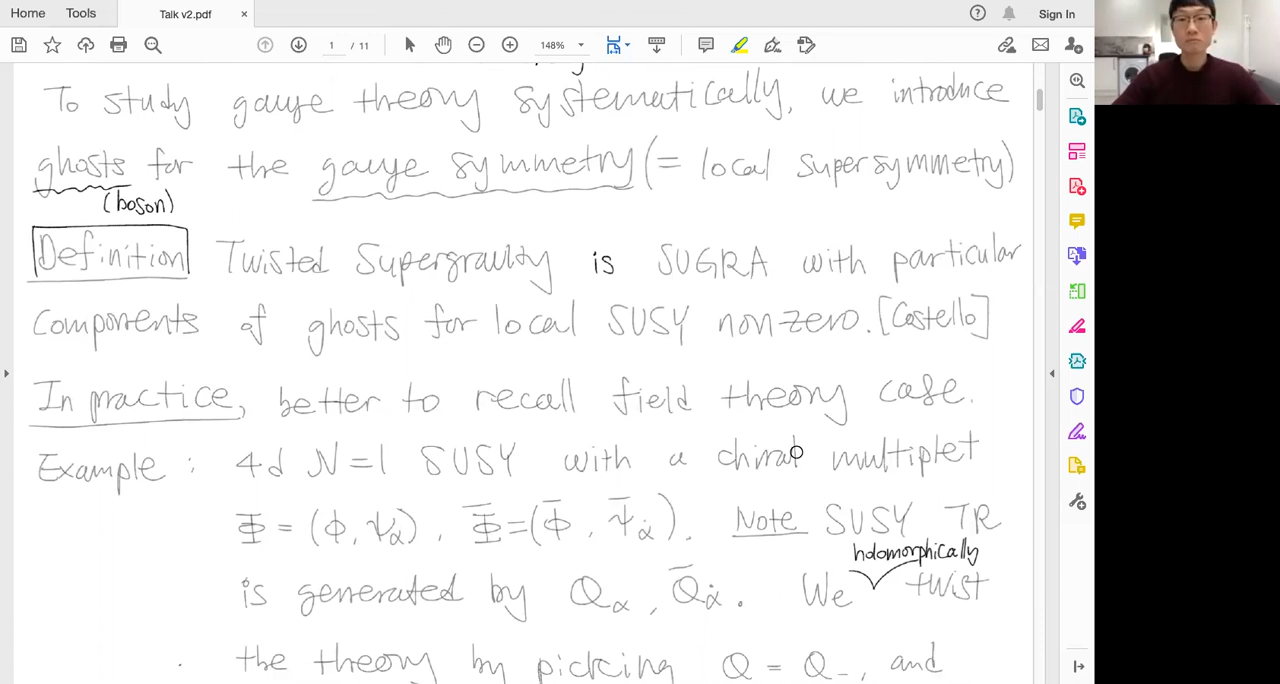 Home Tools Talk v2.pdf × Sign In
1 / 11 148%
To study gauge theory systematically, we introduce
ghosts for the gauge symmetry (= local supersymmetry)
(boson)
Definition Twisted Supergravity is SUGRA with particular
components of ghosts for local SUSY nonzero. [Costello]
In practice, better to recall field theory case.
Example : 4d N=1 SUSY with a chiral multiplet
Φ = (ϕ, ψα), Φ̄ = (ϕ̄, ψ̄α̇). Note SUSY TR
holomorphically
is generated by Qα, Q̄α̇. We twist
the theory by picking Q = Q₋, and